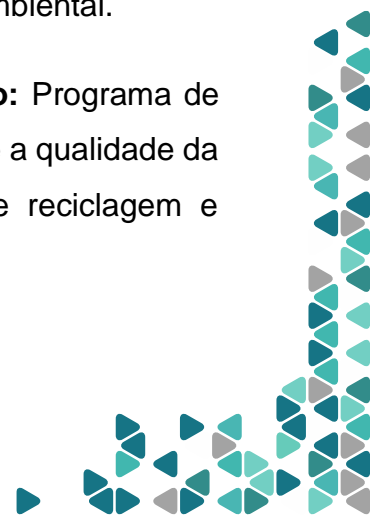 mbiental.
o: Programa de
a qualidade da
e reciclagem e